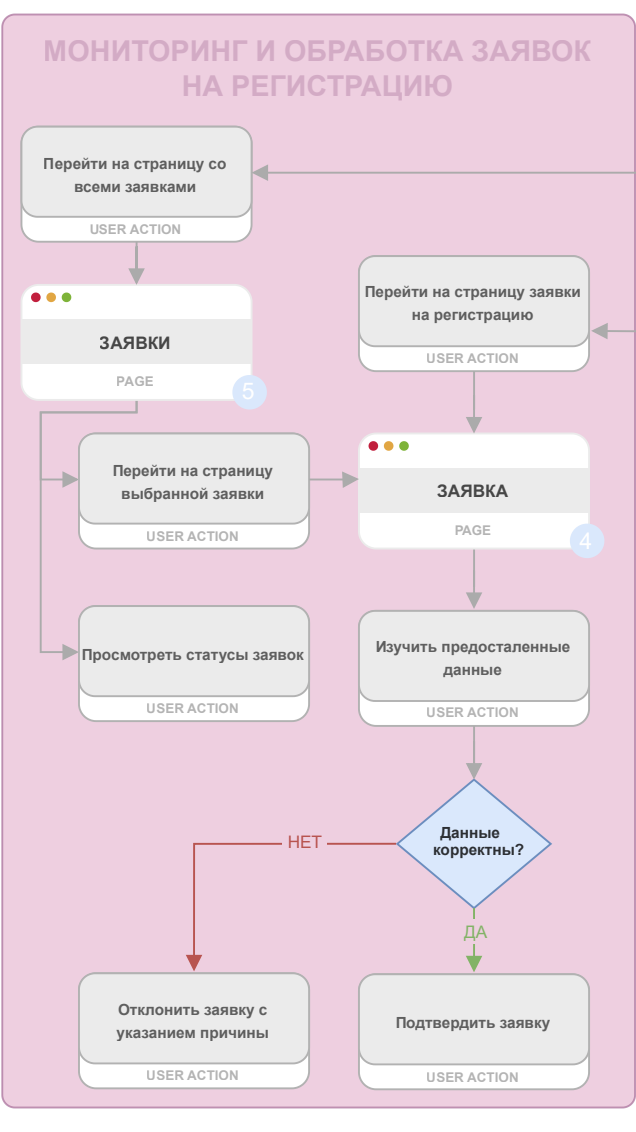 МОНИТОРИНГ И ОБРАБОТКА ЗАЯВОК
НА РЕГИСТРАЦИЮ
Перейти на страницу со
всеми заявками
USER ACTION
ЗАЯВКИ
PAGE
5
Перейти на страницу заявки
на регистрацию
USER ACTION
Перейти на страницу
выбранной заявки
USER ACTION
ЗАЯВКА
PAGE
4
Просмотреть статусы заявок
USER ACTION
Изучить предосталенные
данные
USER ACTION
Данные
корректны?
НЕТ
ДА
Отклонить заявку с
указанием причины
USER ACTION
Подтвердить заявку
USER ACTION